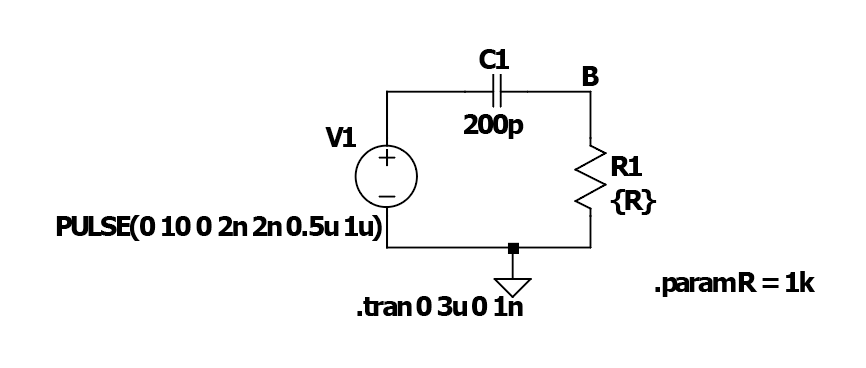 C1
B
200p
V1
+
R1
{R}
−
PULSE(0 10 0 2n 2n 0.5u 1u)
.param R = 1k
.tran 0 3u 0 1n